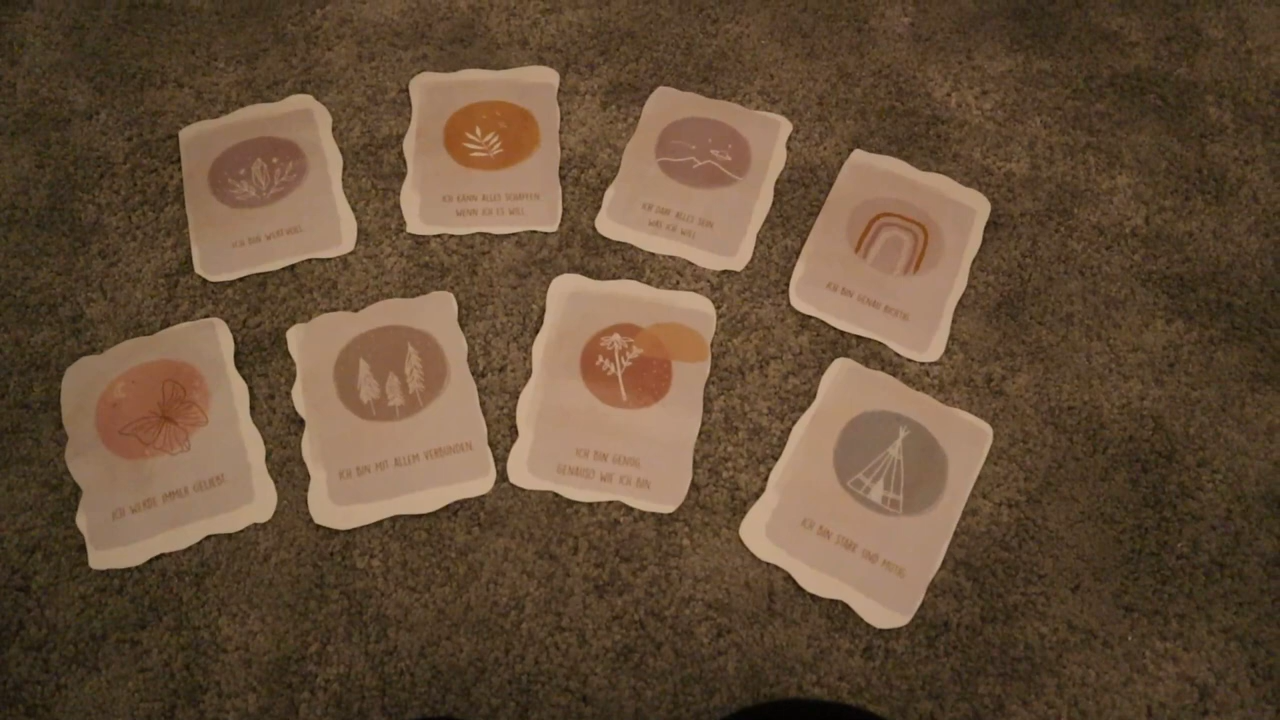 ICH BIN WERTVOLL.
ICH KANN ALLES SCHAFFEN,
WENN ICH ES WILL.
ICH DARF ALLES SEIN,
WAS ICH WILL.
ICH BIN GENAU RICHTIG.
ICH WERDE IMMER GELIEBT.
ICH BIN MIT ALLEM VERBUNDEN.
ICH BIN GENUG,
GENAUSO WIE ICH BIN.
ICH BIN STARK UND MUTIG.